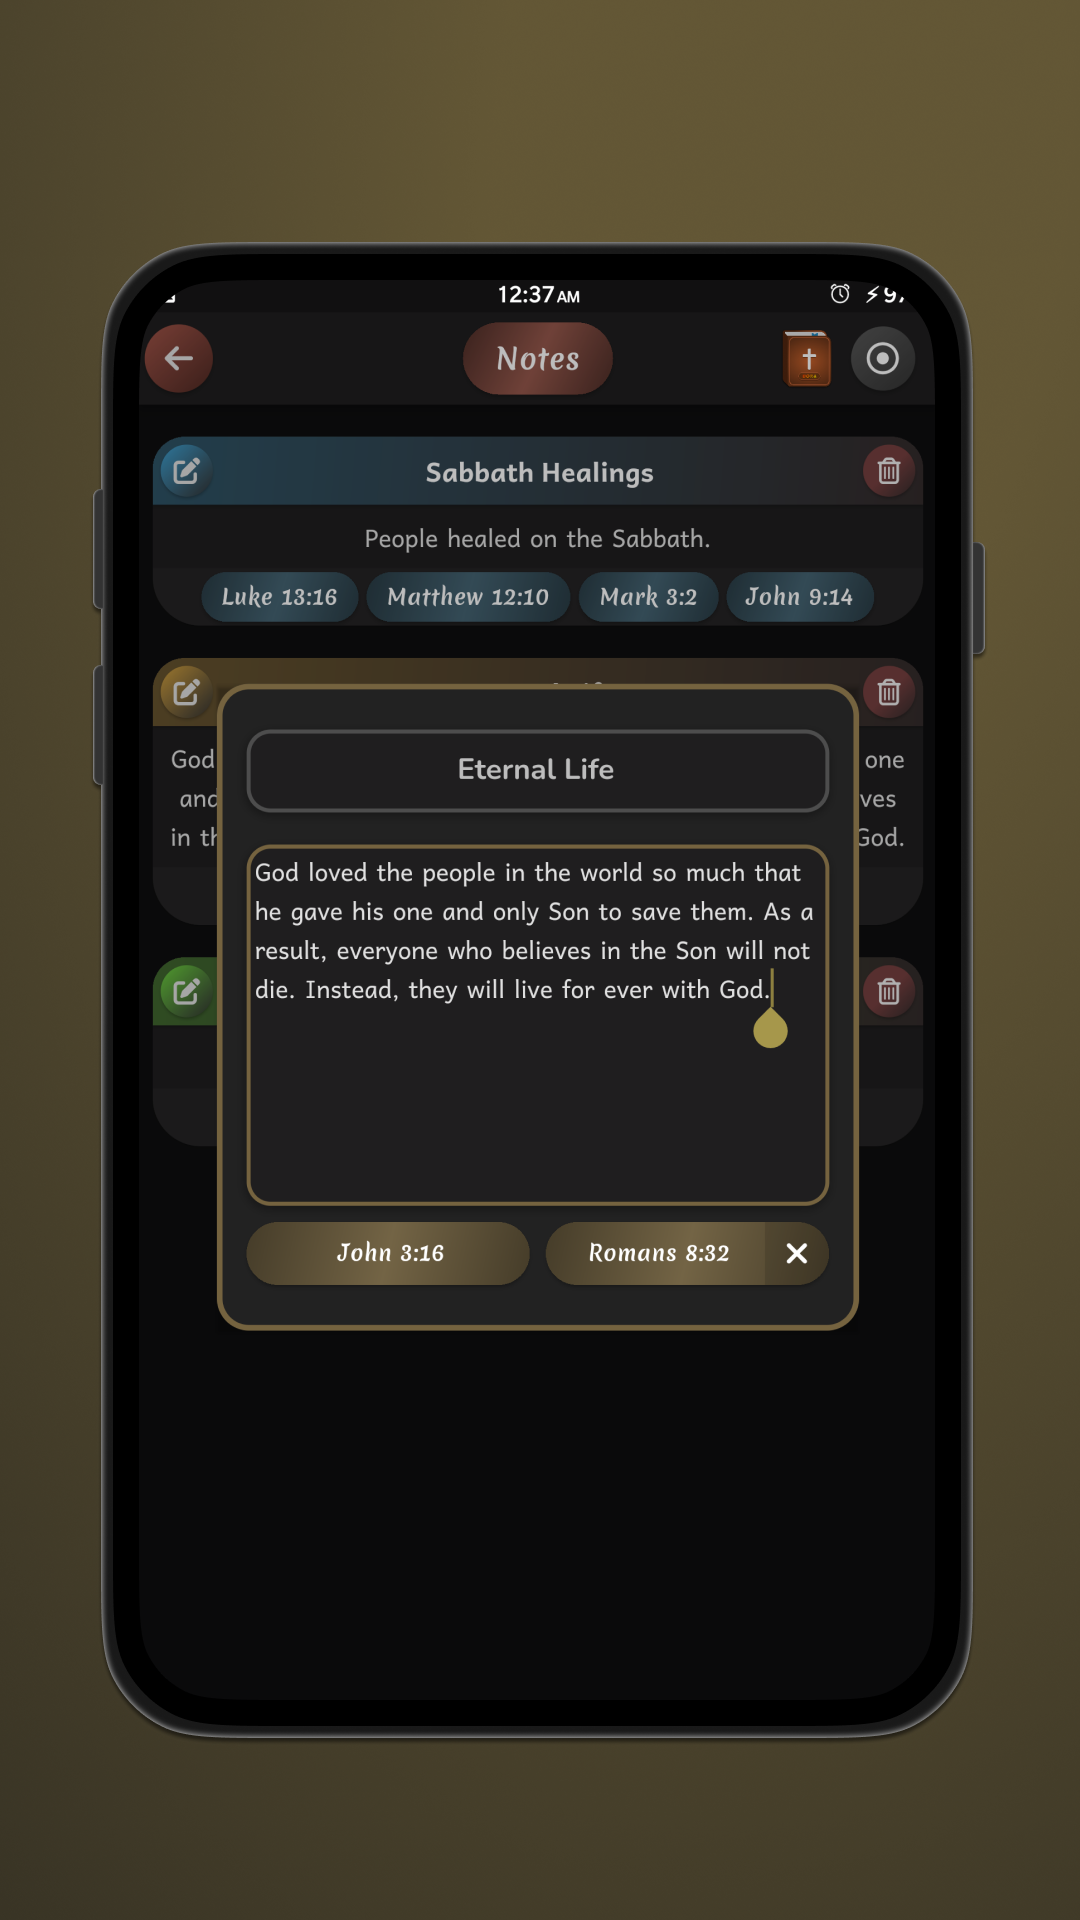 12:37 AM
Notes
Sabbath Healings
People healed on the Sabbath.
Luke 13:16 Matthew 12:10 Mark 3:2 John 9:14
God one
and
in
God.
Eternal Life
God loved the people in the world so much that
he gave his one and only Son to save them. As a
result, everyone who believes in the Son will not
die. Instead, they will live for ever with God.
John 3:16 Romans 8:32